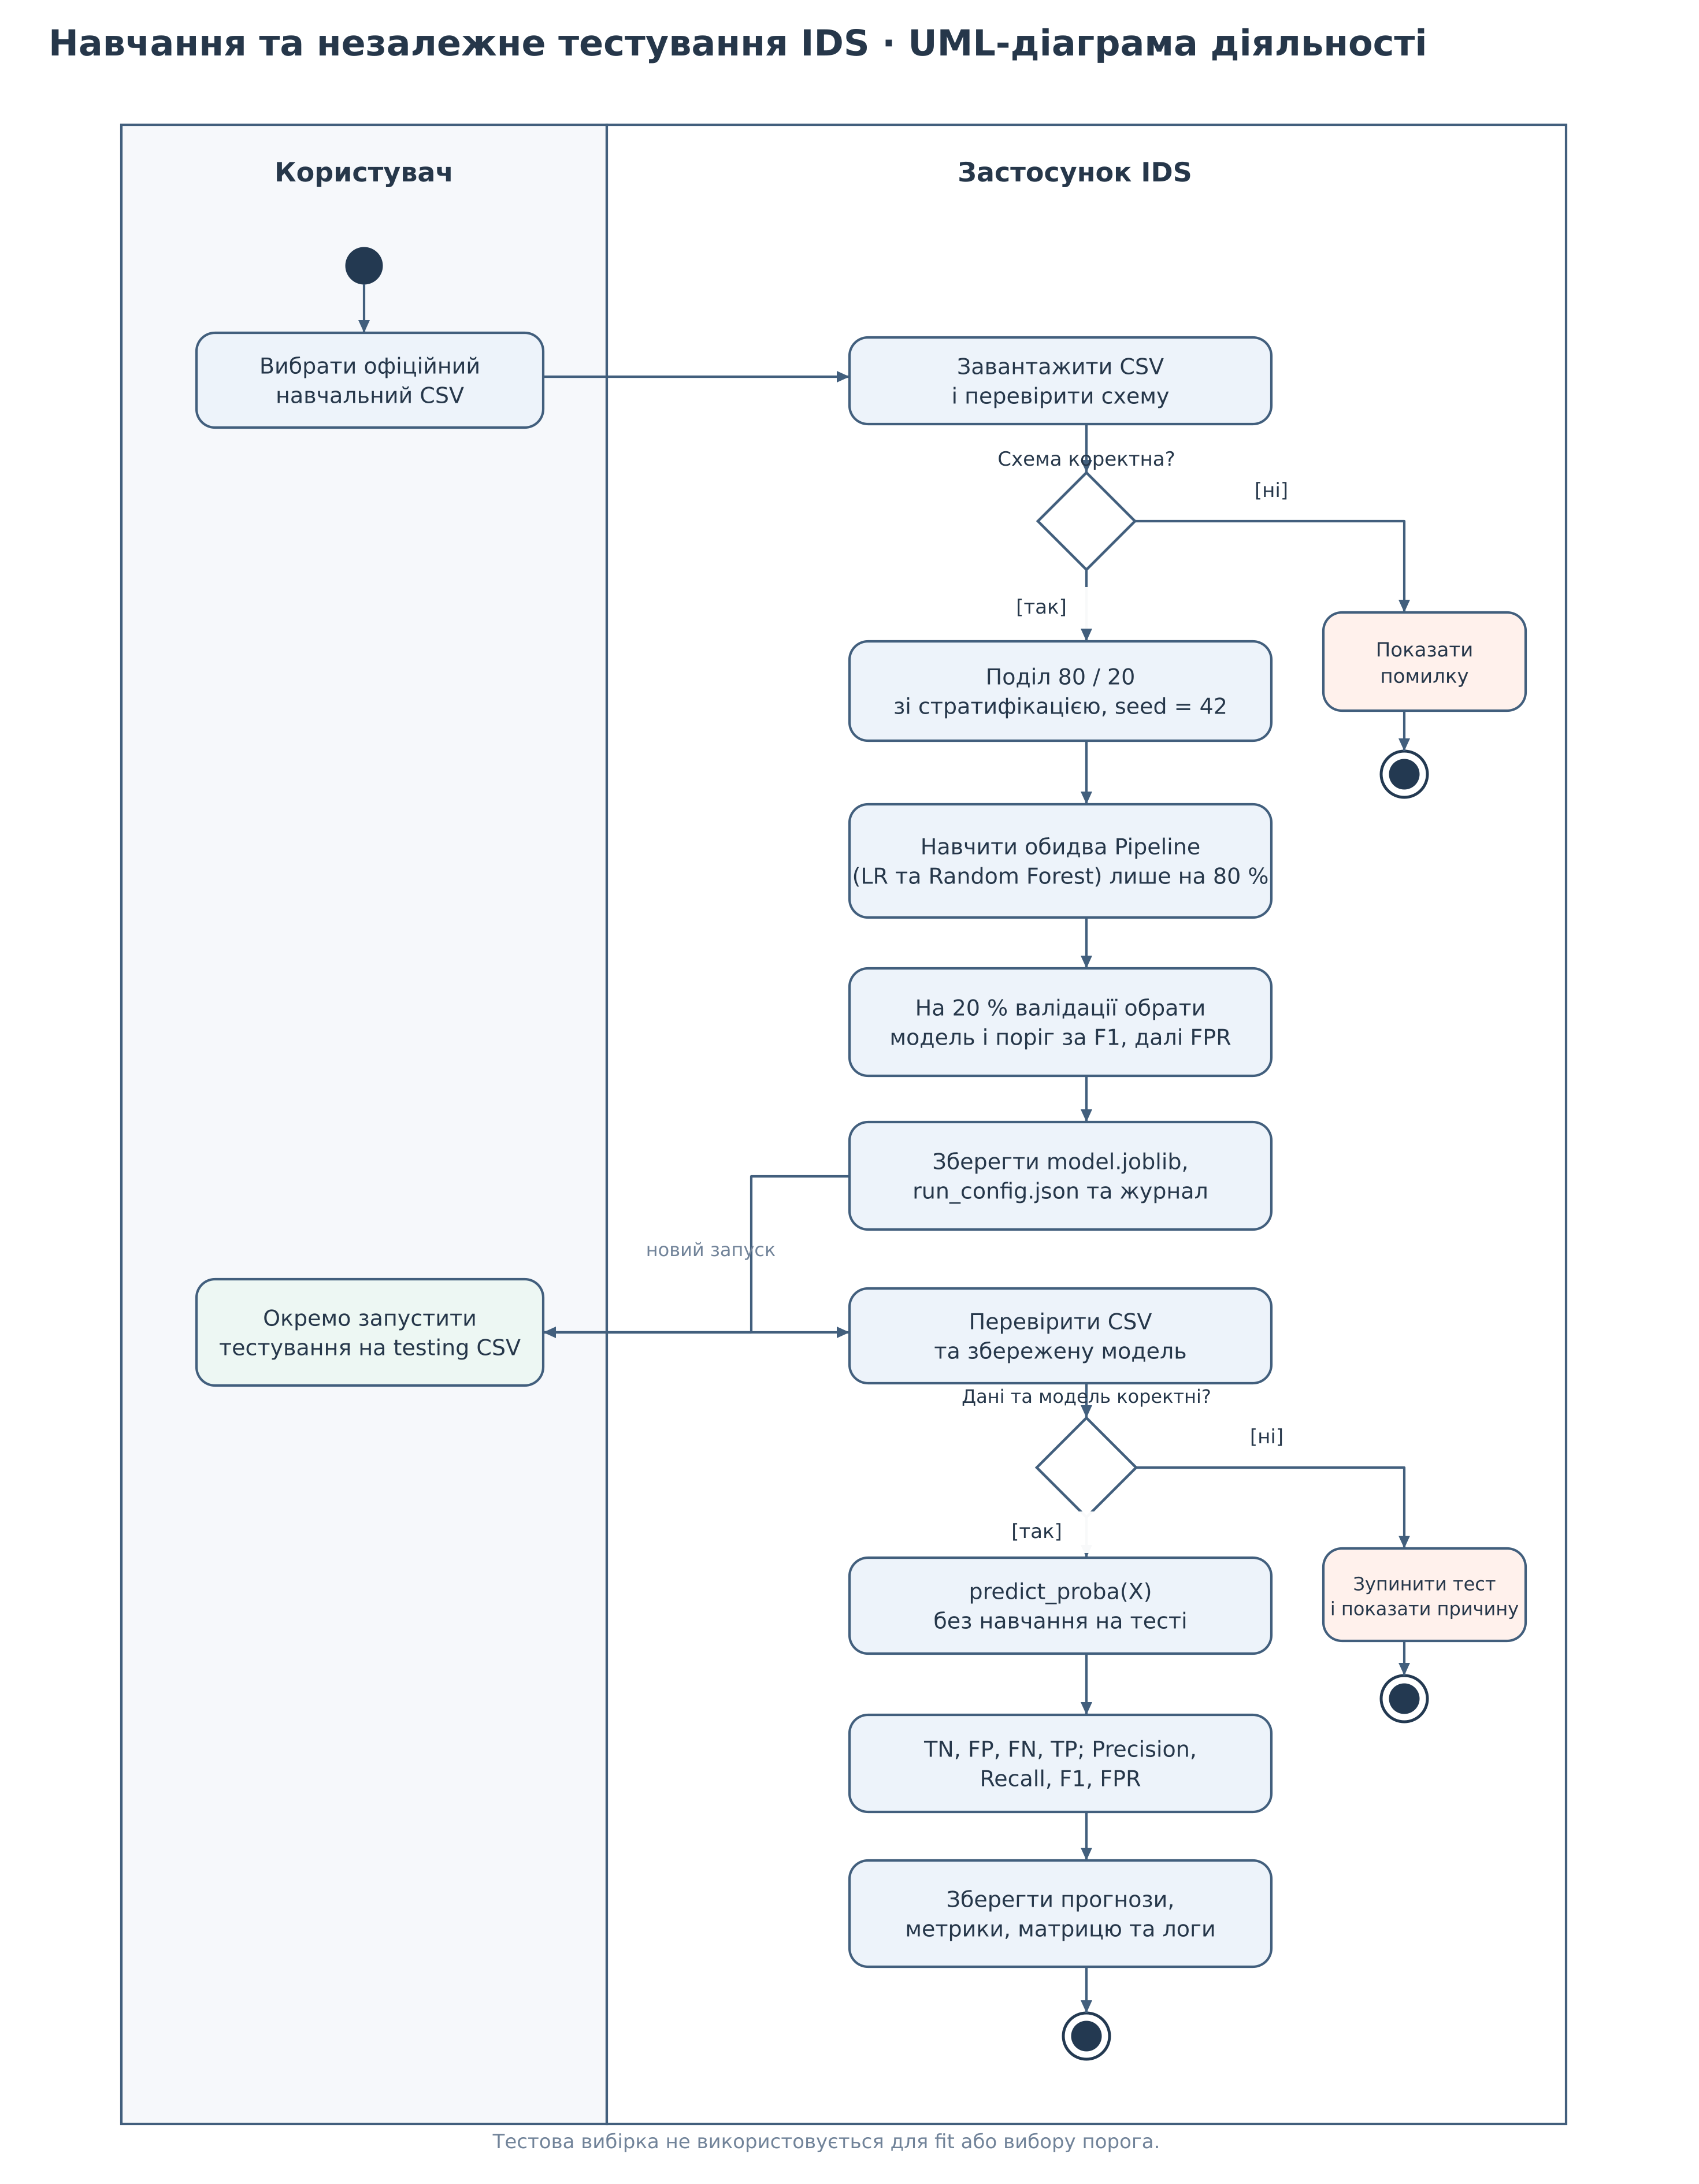 Навчання та незалежне тестування IDS · UML-діаграма діяльності
Користувач
Застосунок IDS
Вибрати офіційний
навчальний CSV
Завантажити CSV
і перевірити схему
Схема коректна?
[ні]
[так]
Показати
помилку
Поділ 80 / 20
зі стратифікацією, seed = 42
Навчити обидва Pipeline
(LR та Random Forest) лише на 80 %
На 20 % валідації обрати
модель і поріг за F1, далі FPR
Зберегти model.joblib,
run_config.json та журнал
новий запуск
Окремо запустити
тестування на testing CSV
Перевірити CSV
та збережену модель
Дані та модель коректні?
[ні]
[так]
predict_proba(X)
без навчання на тесті
Зупинити тест
і показати причину
TN, FP, FN, TP; Precision,
Recall, F1, FPR
Зберегти прогнози,
метрики, матрицю та логи
Тестова вибірка не використовується для fit або вибору порога.